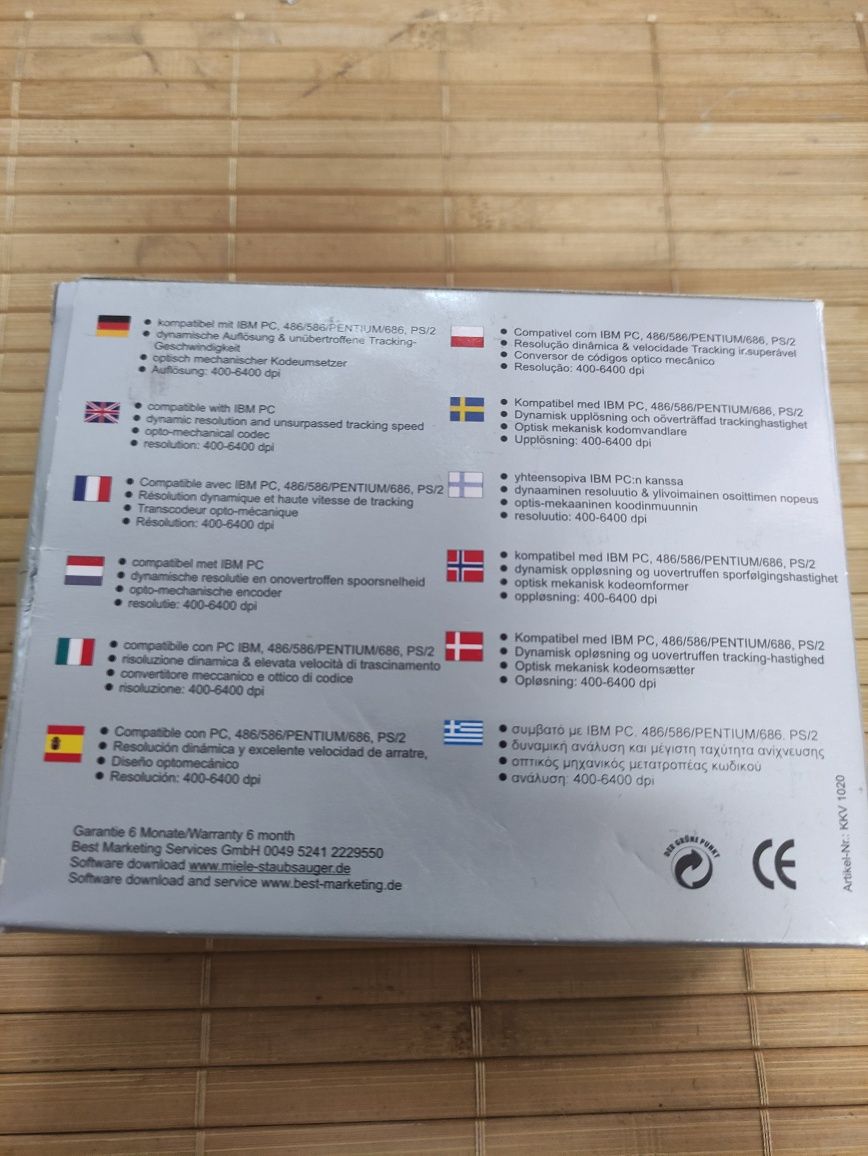 kompatibel mit IBM PC, 486/586/PENTIUM/686, PS/2
dynamische Auflösung & unübertroffene Tracking-
Geschwindigkeit
optisch mechanischer Kodeumsetzer
Auflösung: 400-6400 dpi
compatible with IBM PC
dynamic resolution and unsurpassed tracking speed
opto-mechanical codec
resolution: 400-6400 dpi
Compatible avec IBM PC, 486/586/PENTIUM/686, PS/2
Résolution dynamique et haute vitesse de tracking
Transcodeur opto-mécanique
Résolution: 400-6400 dpi
compatibel met IBM PC
dynamische resolutie en onovertroffen spoorsnelheid
opto-mechanische encoder
resolutie: 400-6400 dpi
compatibile con PC IBM, 486/586/PENTIUM/686, PS/2
risoluzione dinamica & elevata velocità di trascinamento
convertitore meccanico e ottico di codice
risoluzione: 400-6400 dpi
Compatible con PC, 486/586/PENTIUM/686, PS/2
Resolución dinámica y excelente velocidad de arratre,
Diseño optomecánico
Resolución: 400-6400 dpi
Compativel com IBM PC, 486/586/PENTIUM/686, PS/2
Resolução dinâmica & velocidade Tracking ir.superável
Conversor de códigos optico mecânico
Resolução: 400-6400 dpi
Kompatibel med IBM PC, 486/586/PENTIUM/686, PS/2
Dynamisk upplösning och oöverträffad trackinghastighet
Optisk mekanisk kodomvandlare
Upplösning: 400-6400 dpi
yhteensopiva IBM PC:n kanssa
dynaaminen resoluutio & ylivoimainen osoittimen nopeus
optis-mekaaninen koodinmuunnin
resoluutio: 400-6400 dpi
kompatibel med IBM PC, 486/586/PENTIUM/686, PS/2
dynamisk oppløsning og uovertruffen sporfølgingshastighet
optisk mekanisk kodeomformer
oppløsning: 400-6400 dpi
Kompatibel med IBM PC, 486/586/PENTIUM/686, PS/2
Dynamisk opløsning og uovertruffen tracking-hastighed
Optisk mekanisk kodeomsætter
Opløsning: 400-6400 dpi
συμβατό με IBM PC, 486/586/PENTIUM/686, PS/2
δυναμική ανάλυση και μέγιστη ταχύτητα ανίχνευσης
οπτικός μηχανικός μετατροπέας κωδικού
ανάλυση: 400-6400 dpi
Garantie 6 Monate/Warranty 6 month
Best Marketing Services GmbH 0049 5241 2229550
Software download www.miele-staubsauger.de
Software download and service www.best-marketing.de
DER GRÜNE PUNKT
CE
Artikel-Nr.: KKV 1020